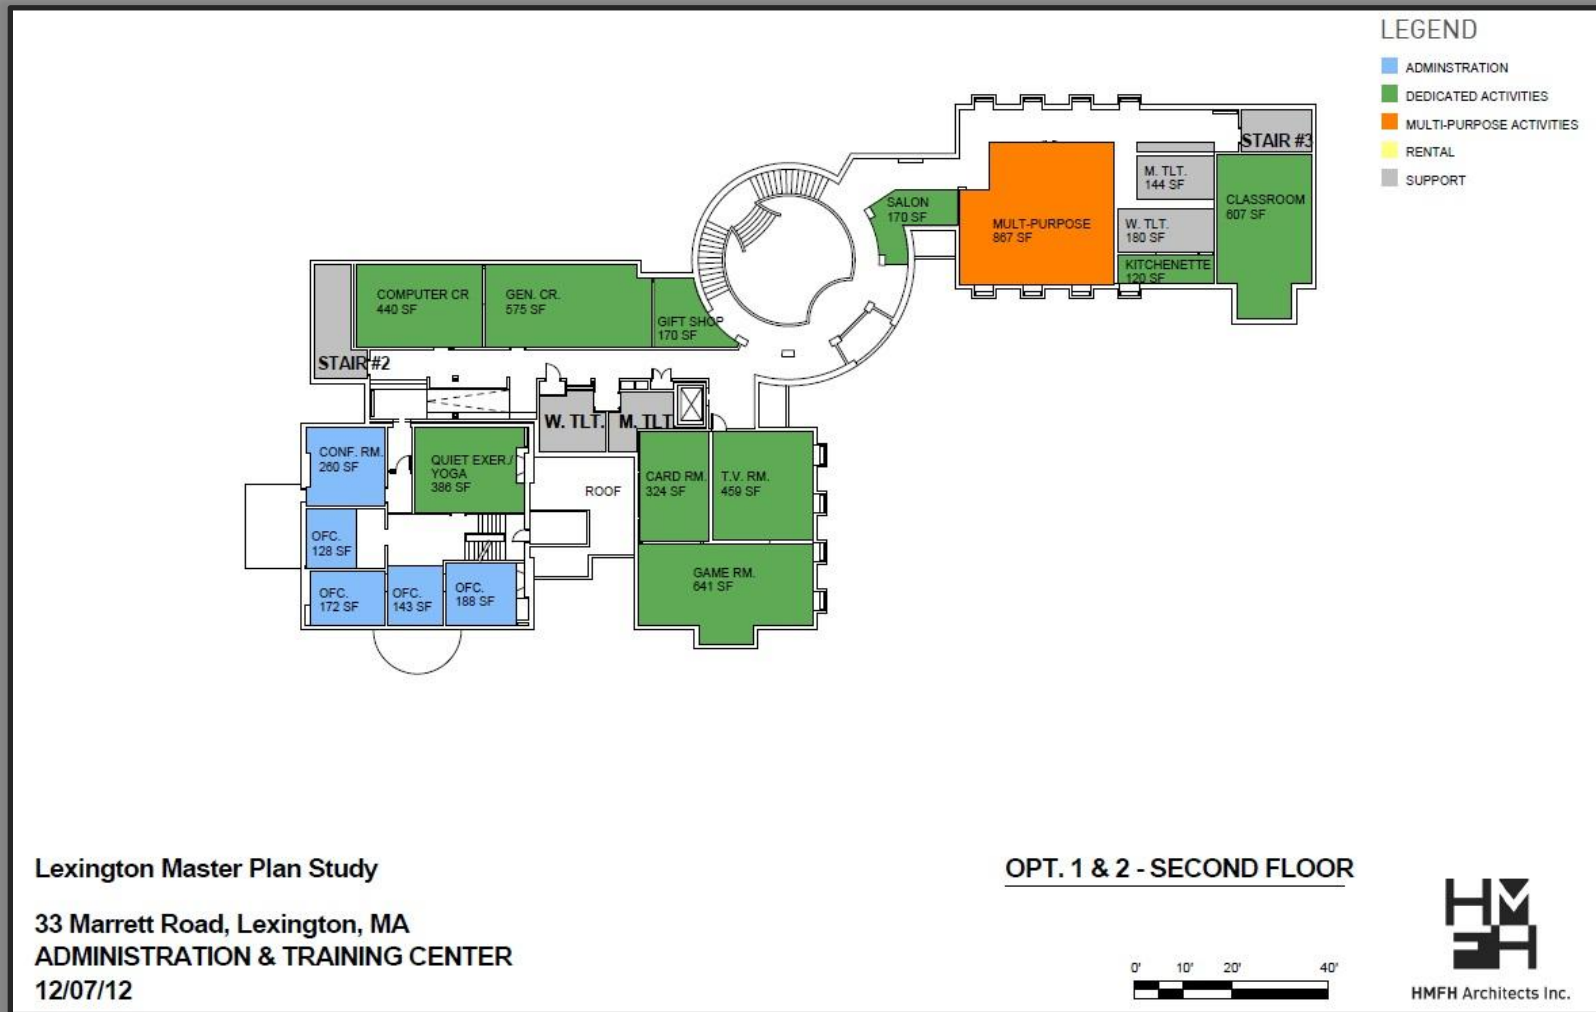 LEGEND
ADMINSTRATION
DEDICATED ACTIVITIES
MULTI-PURPOSE ACTIVITIES
RENTAL
SUPPORT
STAIR #3
M. TLT.
144 SF
CLASSROOM
607 SF
SALON
170 SF
MULT-PURPOSE
867 SF
W. TLT.
180 SF
KITCHENETTE
120 SF
COMPUTER CR
440 SF
GEN. CR.
575 SF
GIFT SHOP
170 SF
STAIR #2
W. TLT.
M. TLT.
CONF. RM.
260 SF
QUIET EXER./
YOGA
386 SF
ROOF
CARD RM.
324 SF
T.V. RM.
459 SF
OFC.
128 SF
OFC.
172 SF
OFC.
143 SF
OFC.
188 SF
GAME RM.
641 SF
Lexington Master Plan Study
33 Marrett Road, Lexington, MA
ADMINISTRATION & TRAINING CENTER
12/07/12
OPT. 1 & 2 - SECOND FLOOR
0' 10' 20' 40'
HMFH
HMFH Architects Inc.